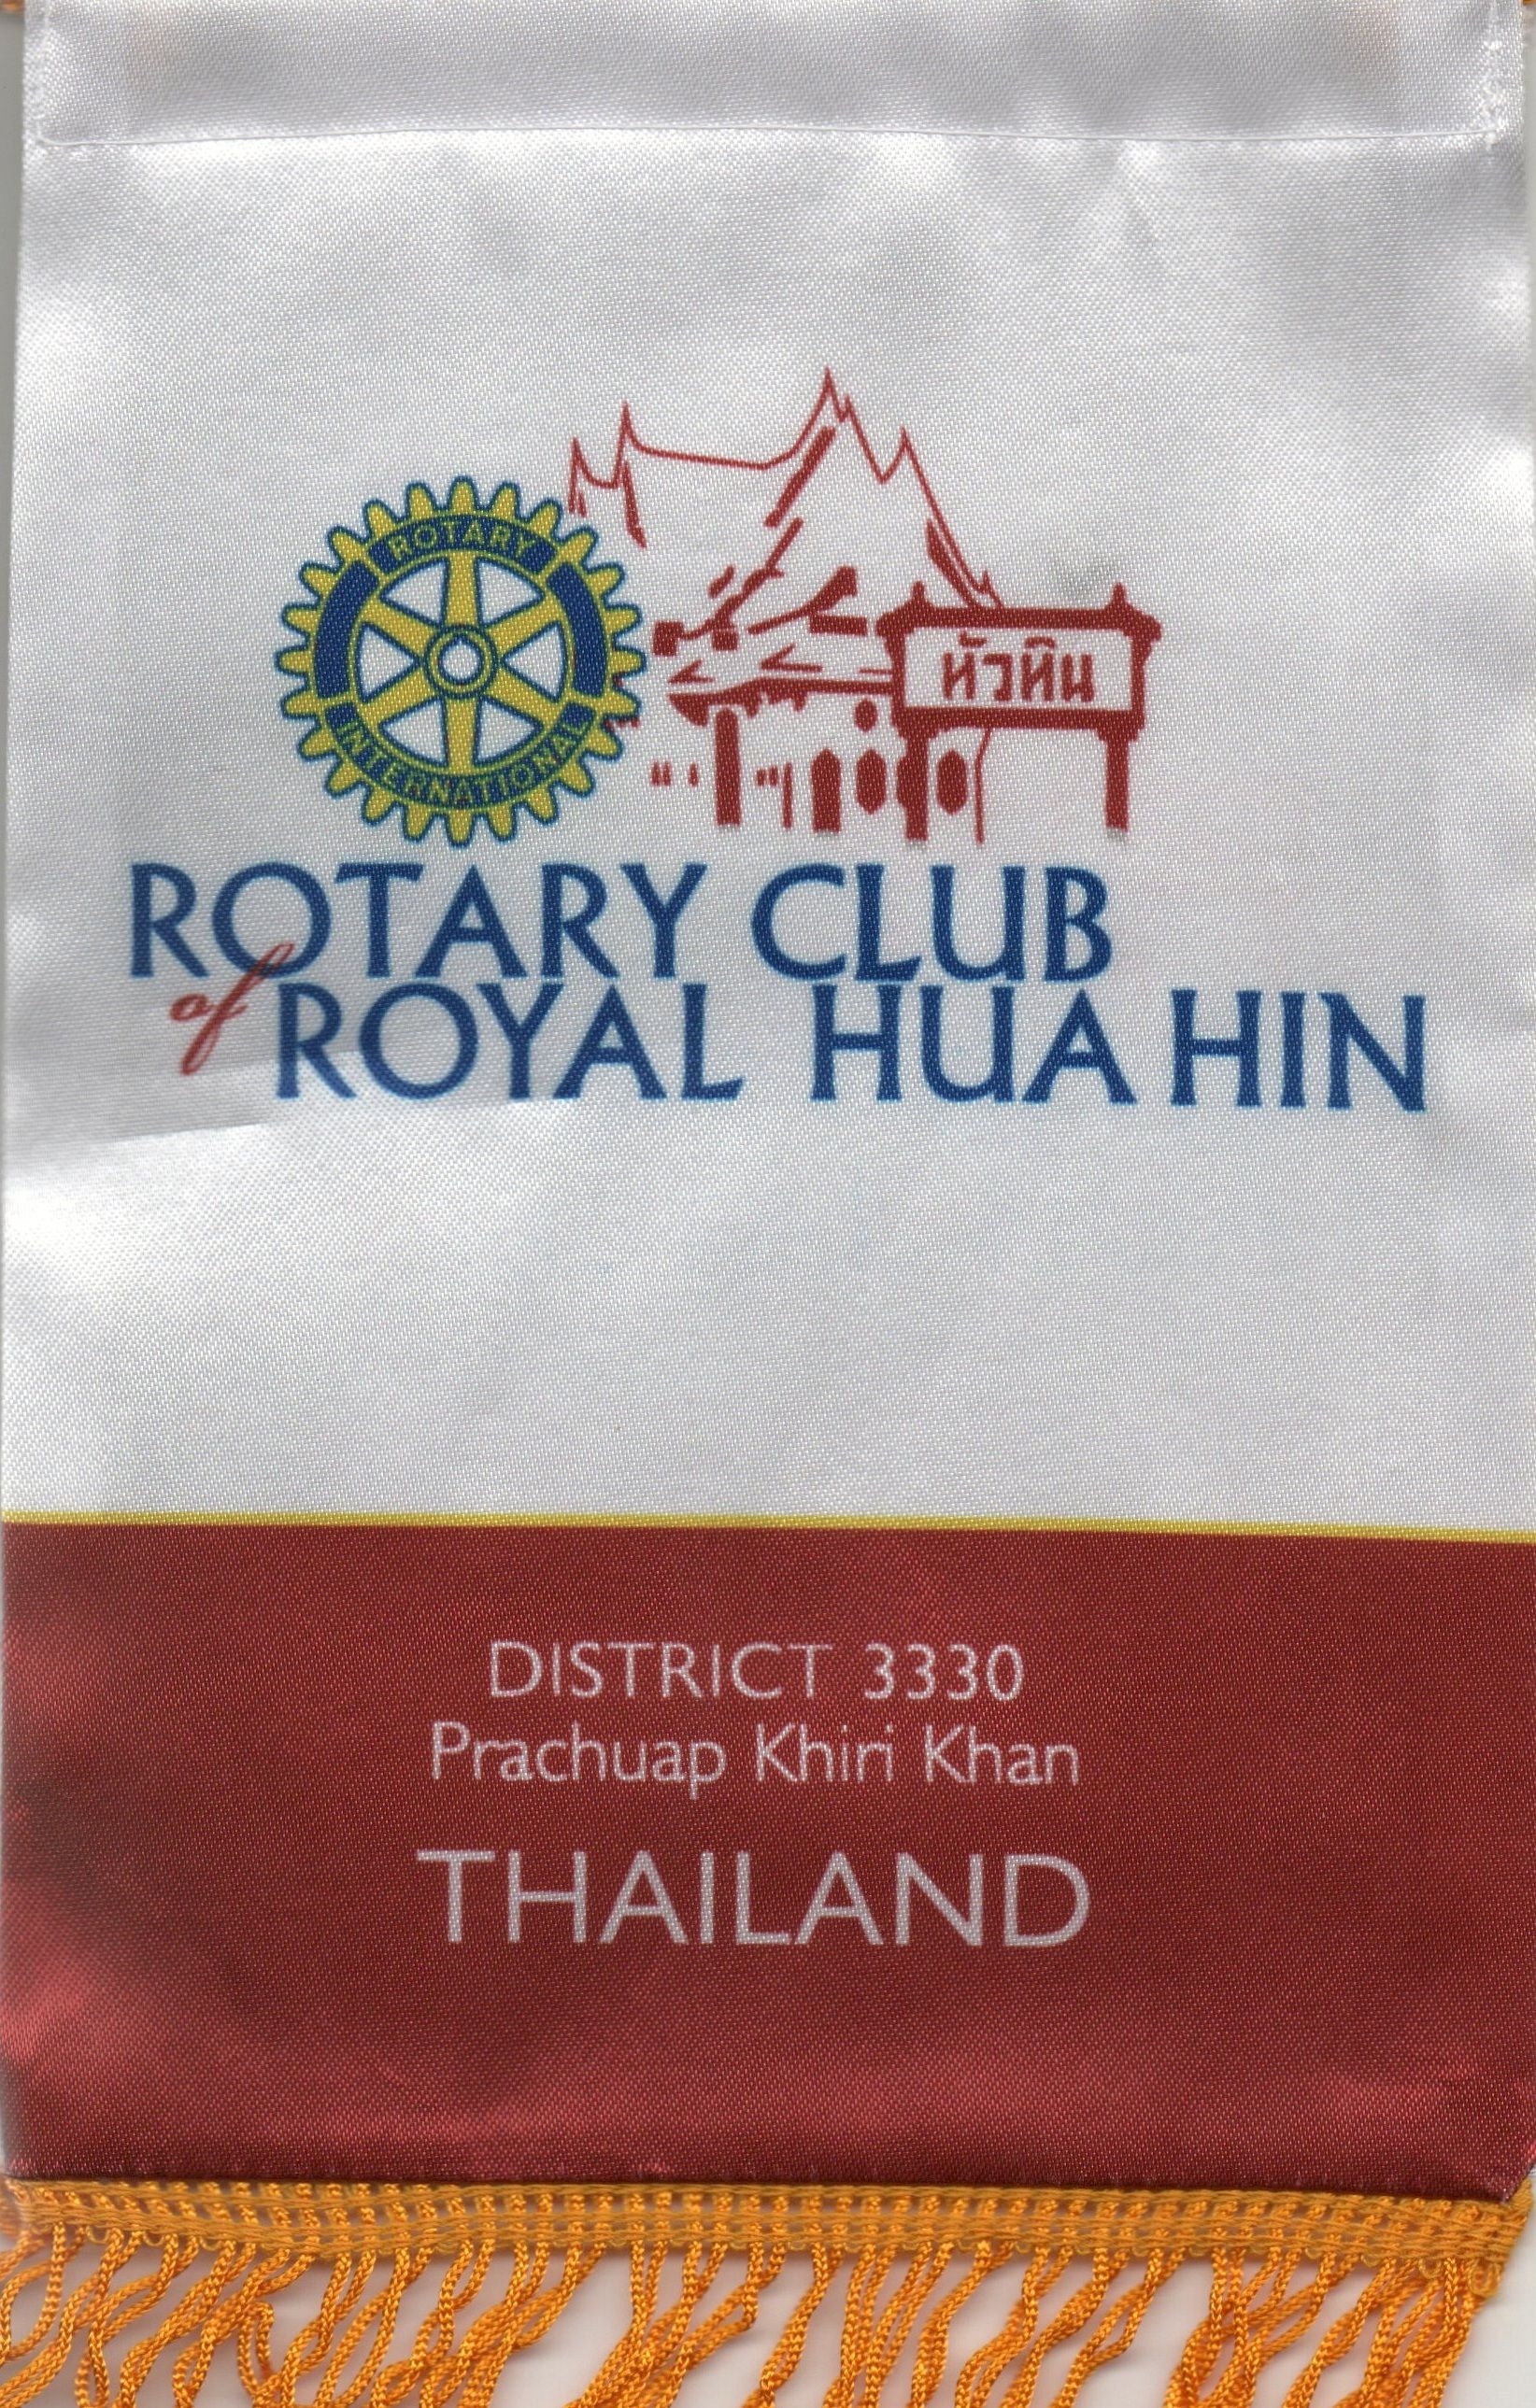 ROTARY
INTERNATIONAL
หัวหิน
ROTARY CLUB
of ROYAL HUA HIN
DISTRICT 3330
Prachuap Khiri Khan
THAILAND